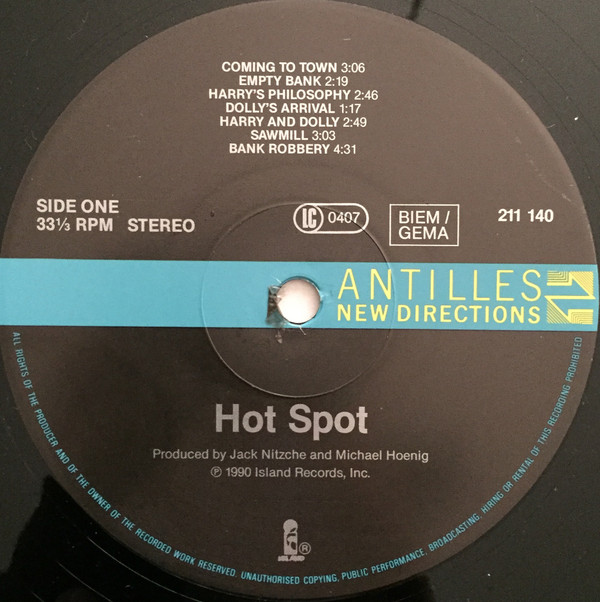 COMING TO TOWN 3:06
EMPTY BANK 2:19
HARRY'S PHILOSOPHY 2:46
DOLLY'S ARRIVAL 1:17
HARRY AND DOLLY 2:49
SAWMILL 3:03
BANK ROBBERY 4:31
SIDE ONE
33⅓ RPM STEREO
LC 0407
BIEM /
GEMA
211 140
ANTILLES
NEW DIRECTIONS
Hot Spot
Produced by Jack Nitzche and Michael Hoenig
℗ 1990 Island Records, Inc.
ISLAND ®
ALL RIGHTS OF THE PRODUCER AND OF THE OWNER OF THE RECORDED WORK RESERVED. UNAUTHORISED COPYING, PUBLIC PERFORMANCE, BROADCASTING, HIRING OR RENTAL OF THIS RECORDING PROHIBITED